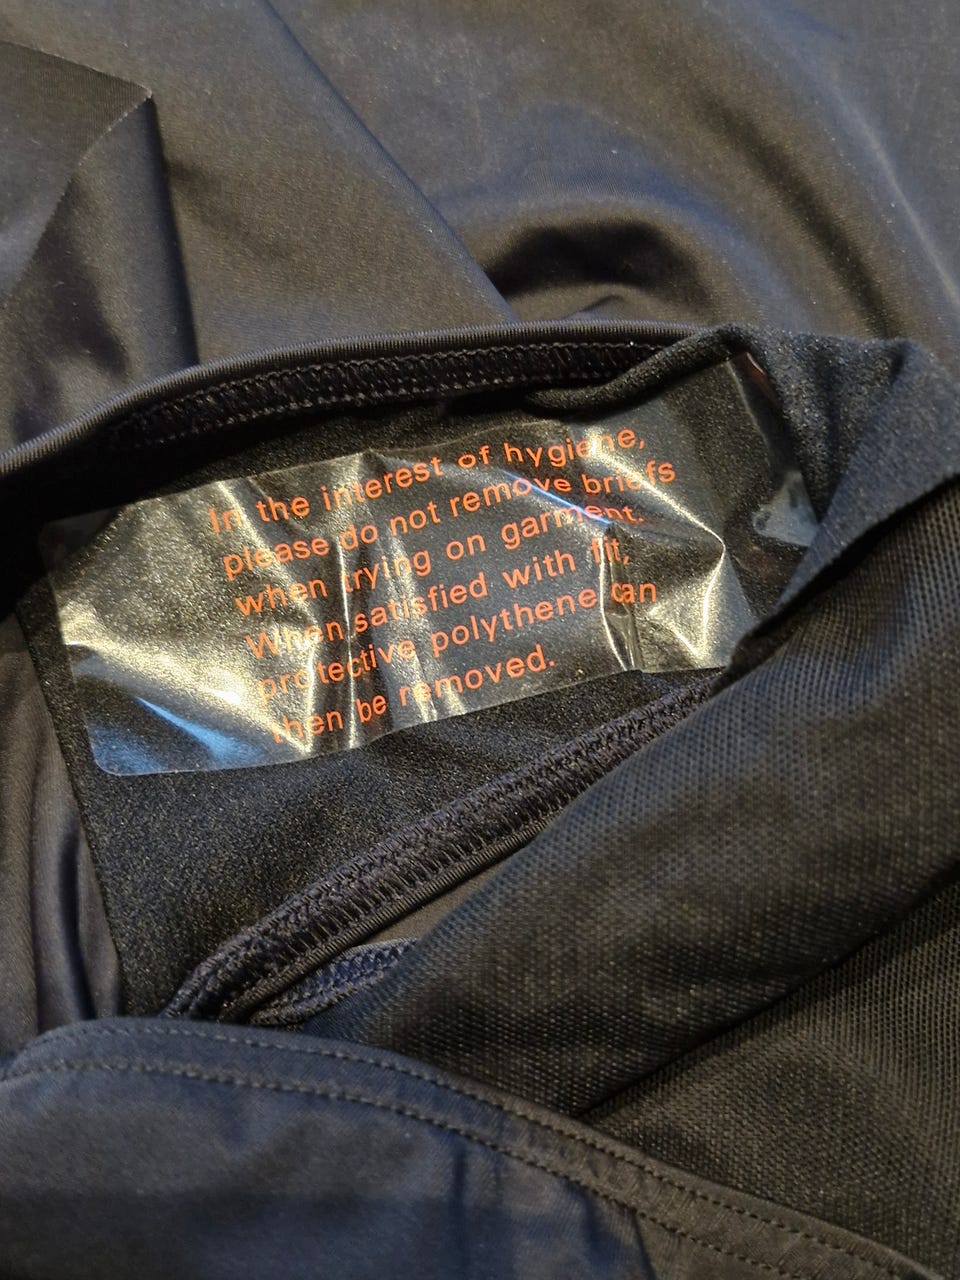 In the interest of hygiene,
please do not remove briefs
when trying on garment.
When satisfied with fit,
protective polythene can
then be removed.